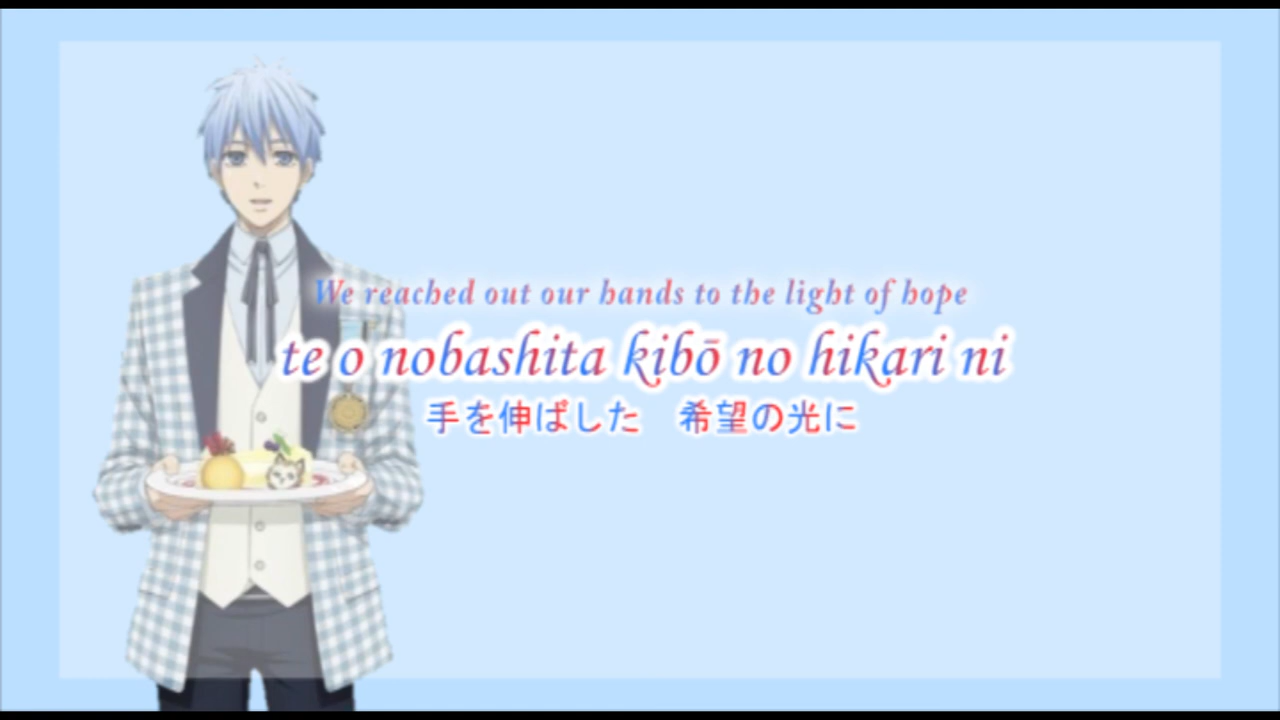 We reached out our hands to the light of hope
te o nobashita kibō no hikari ni
手を伸ばした　希望の光に